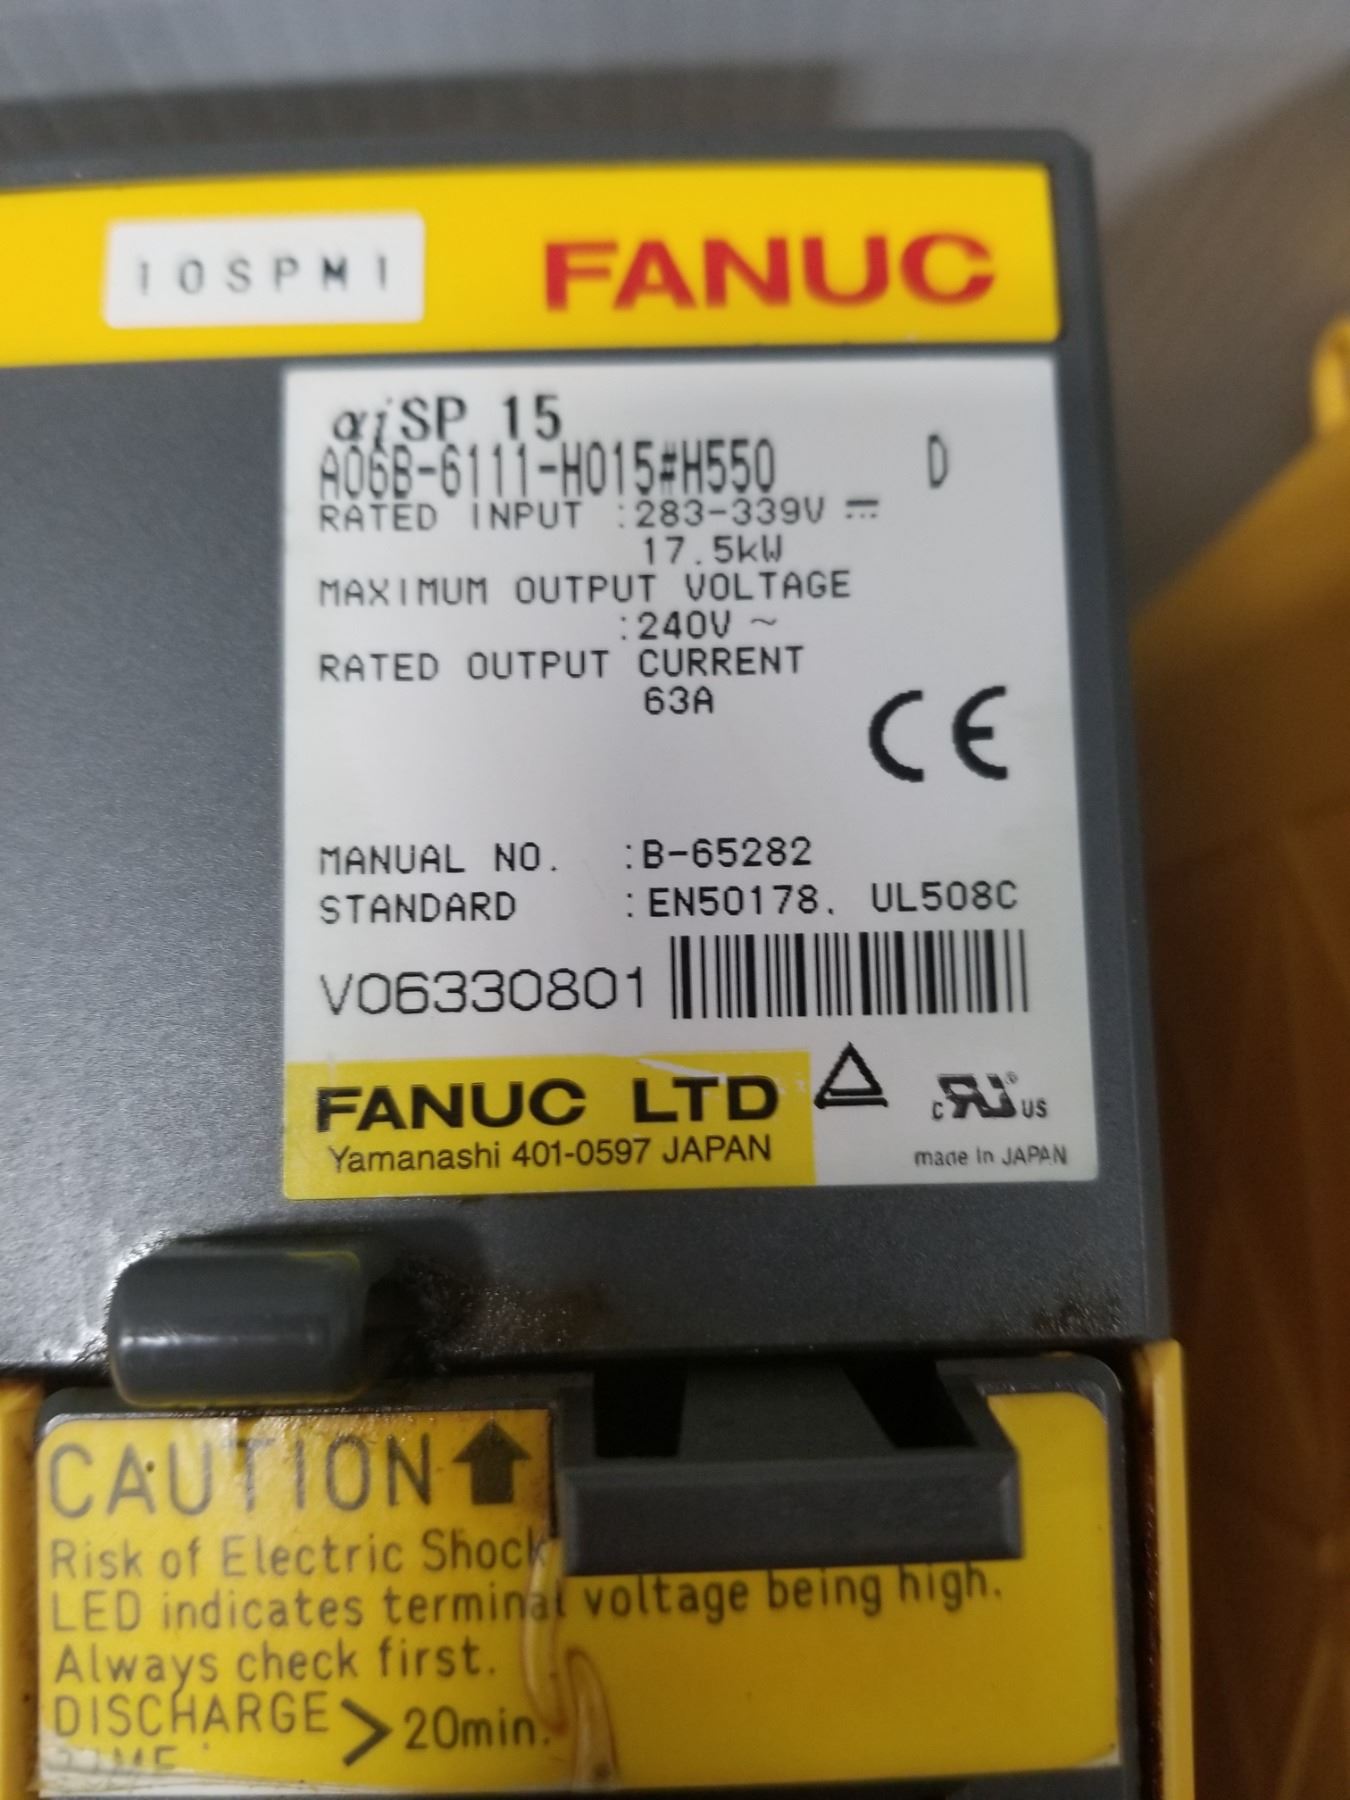 10SPM1
FANUC
αiSP 15
A06B-6111-H015#H550 D
RATED INPUT :283-339V ⎓
17.5kW
MAXIMUM OUTPUT VOLTAGE
:240V ~
RATED OUTPUT CURRENT
63A
CE
MANUAL NO. :B-65282
STANDARD :EN50178. UL508C
V06330801
FANUC LTD
Yamanashi 401-0597 JAPAN
c RU US
made in JAPAN
CAUTION
Risk of Electric Shock
LED indicates terminal voltage being high.
Always check first.
DISCHARGE > 20min.
TIME